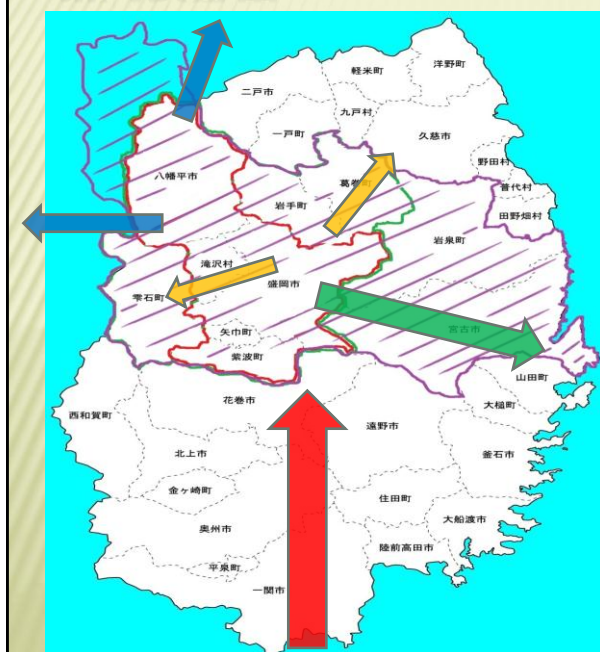 洋野町
軽米町
二戸市
九戸村
一戸町
久慈市
野田村
八幡平市
葛巻町
普代村
岩手町
田野畑村
岩泉町
滝沢村
盛岡市
雫石町
矢巾町
宮古市
紫波町
山田町
花巻市
大槌町
西和賀町
遠野市
北上市
釜石市
金ヶ崎町
住田町
奥州市
大船渡市
陸前高田市
平泉町
一関市